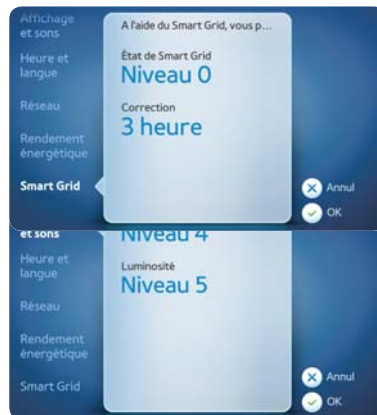 Affichage
et sons
Heure et
langue
Réseau
Rendement
énergétique
Smart Grid
A l'aide du Smart Grid, vous p...
État de Smart Grid
Niveau 0
Correction
3 heure
Annul
OK
et sons
Heure et
langue
Réseau
Rendement
énergétique
Smart Grid
Niveau 4
Luminosité
Niveau 5
Annul
OK